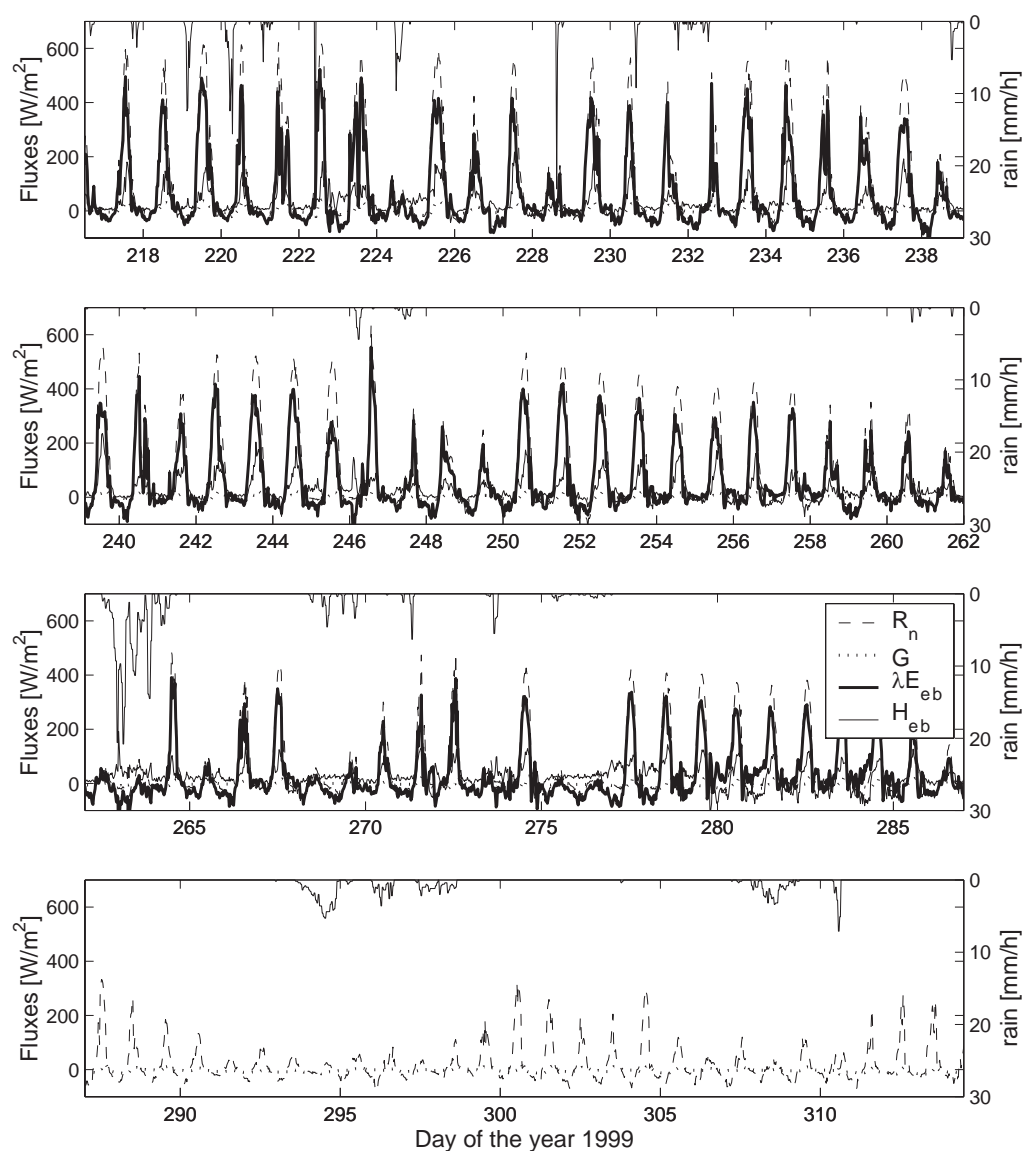 0
600
Fluxes [W/m²]
400
10
200
20
rain [mm/h]
0
30
218 220 222 224 226 228 230 232 234 236 238
0
600
Fluxes [W/m²]
400
10
200
20
rain [mm/h]
0
30
240 242 244 246 248 250 252 254 256 258 260 262
0
600
Fluxes [W/m²]
400
10
200
20
rain [mm/h]
0
30
R_n
G
λE_eb
H_eb
265 270 275 280 285
0
600
Fluxes [W/m²]
400
10
200
20
rain [mm/h]
0
30
290 295 300 305 310
Day of the year 1999